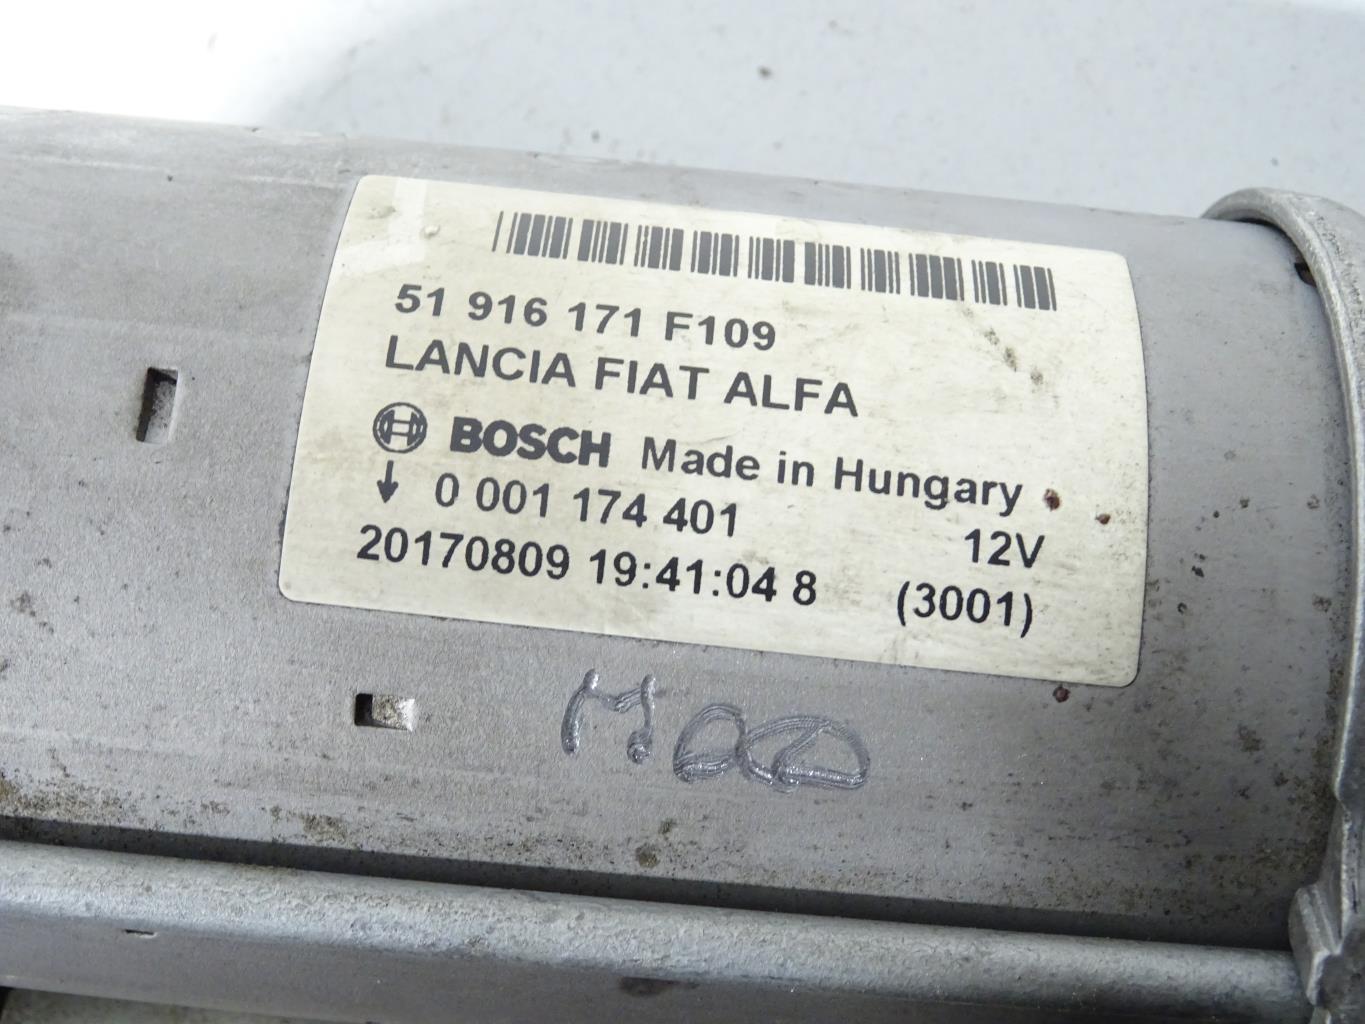 51 916 171 F109
LANCIA FIAT ALFA
BOSCH Made in Hungary
↓ 0 001 174 401 12V
20170809 19:41:04 8 (3001)